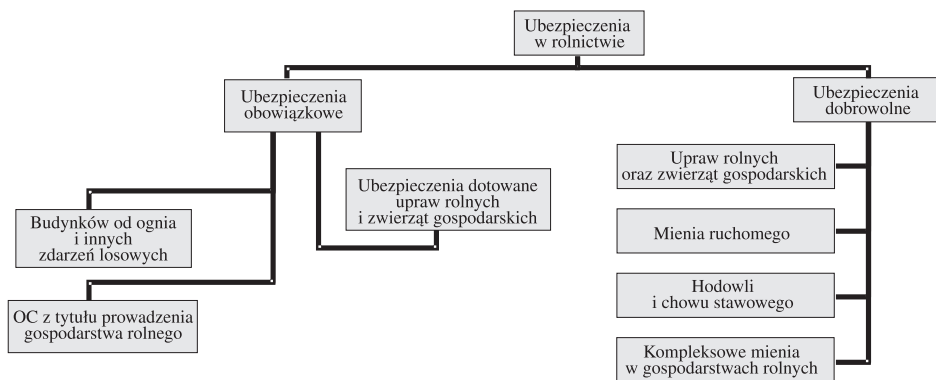 Ubezpieczenia
w rolnictwie
Ubezpieczenia
obowiązkowe
Ubezpieczenia
dobrowolne
Budynków od ognia
i innych
zdarzeń losowych
OC z tytułu prowadzenia
gospodarstwa rolnego
Ubezpieczenia dotowane
upraw rolnych
i zwierząt gospodarskich
Upraw rolnych
oraz zwierząt gospodarskich
Mienia ruchomego
Hodowli
i chowu stawowego
Kompleksowe mienia
w gospodarstwach rolnych